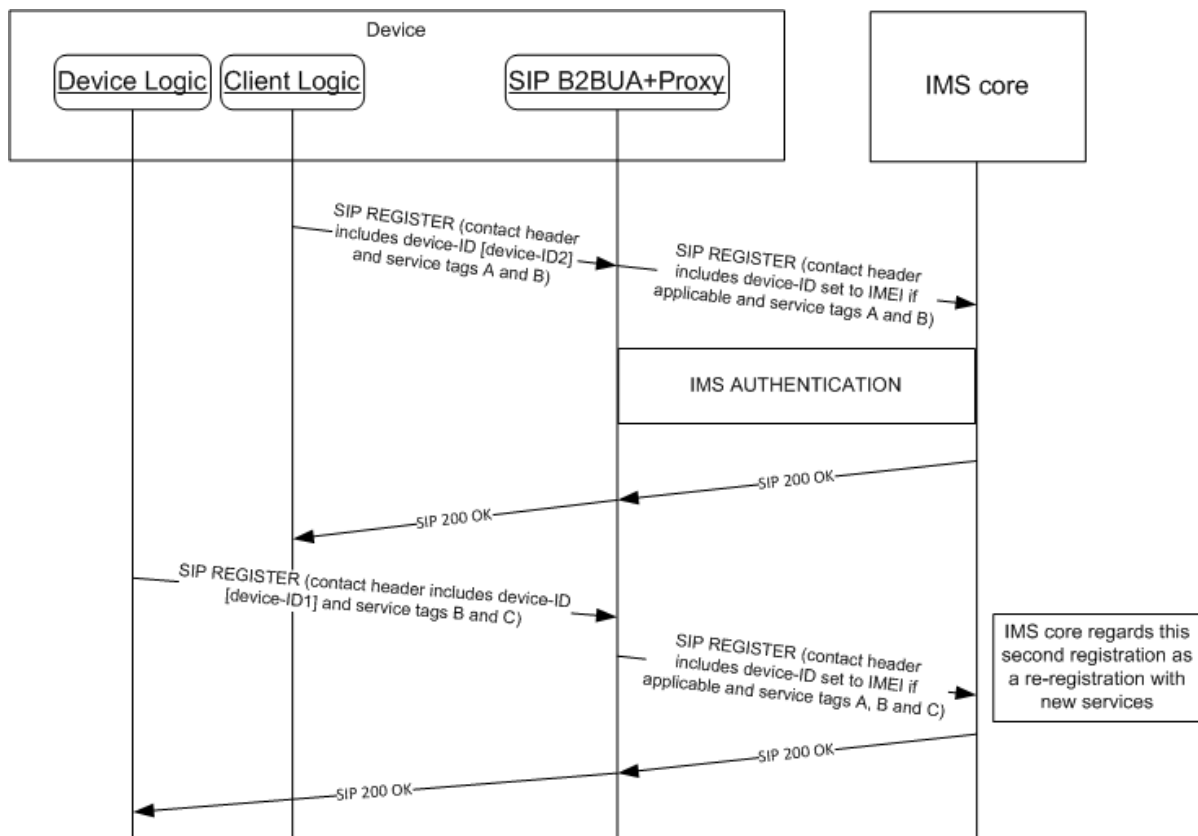 Device
Device Logic
Client Logic
SIP B2BUA+Proxy
IMS core
SIP REGISTER (contact header
includes device-ID [device-ID2]
and service tags A and B)
SIP REGISTER (contact header
includes device-ID set to IMEI if
applicable and service tags A and B)
IMS AUTHENTICATION
SIP 200 OK
SIP 200 OK
SIP REGISTER (contact header includes device-ID
[device-ID1] and service tags B and C)
SIP REGISTER (contact header
includes device-ID set to IMEI if
applicable and service tags A, B and C)
IMS core regards this
second registration as
a re-registration with
new services
SIP 200 OK
SIP 200 OK